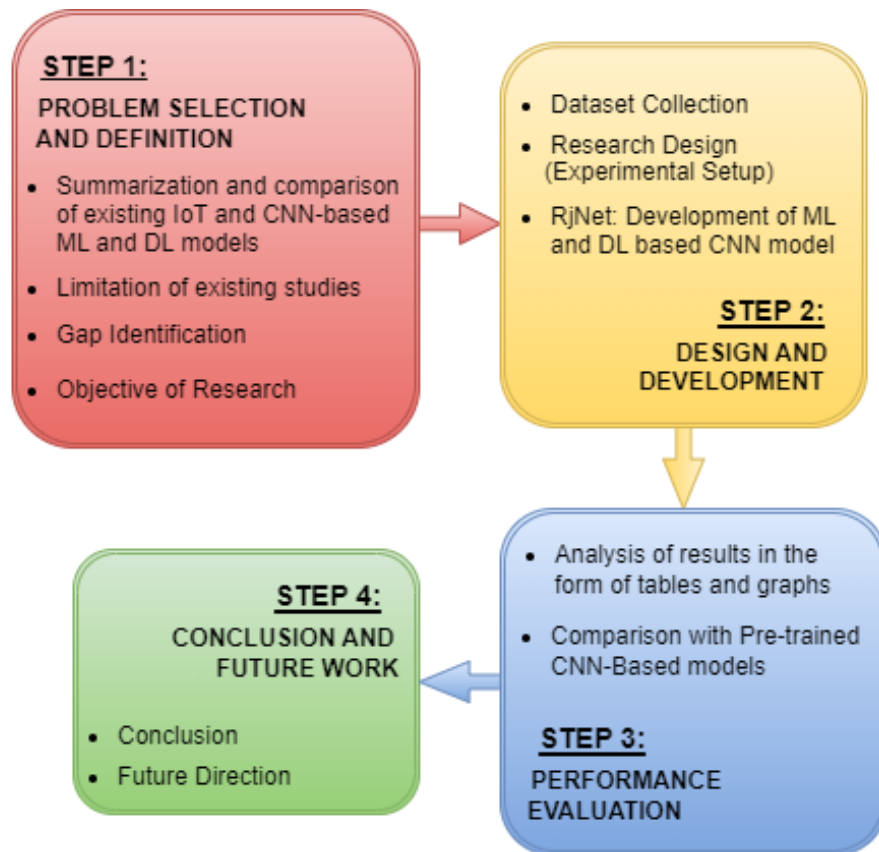 STEP 1:
PROBLEM SELECTION
AND DEFINITION
• Summarization and comparison
of existing IoT and CNN-based
ML and DL models
• Limitation of existing studies
• Gap Identification
• Objective of Research
• Dataset Collection
• Research Design
(Experimental Setup)
• RjNet: Development of ML
and DL based CNN model
STEP 2:
DESIGN AND
DEVELOPMENT
• Analysis of results in the
form of tables and graphs
• Comparison with Pre-trained
CNN-Based models
STEP 3:
PERFORMANCE
EVALUATION
STEP 4:
CONCLUSION AND
FUTURE WORK
• Conclusion
• Future Direction